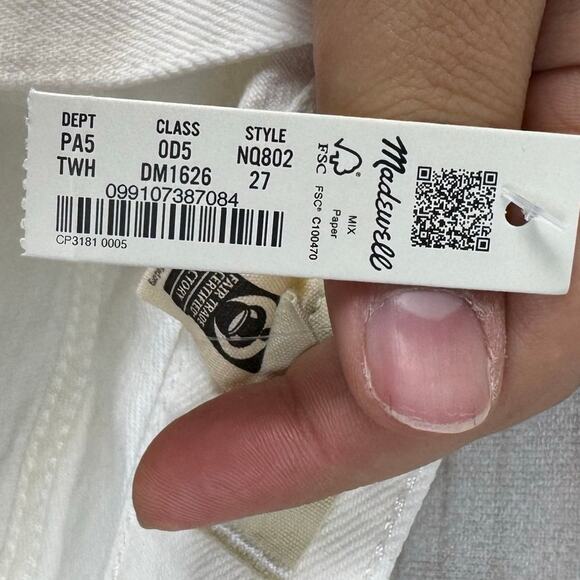 DEPT CLASS STYLE
PA5 0D5 NQ802
TWH DM1626 27
099107387084
CP3181 0005
FSC
MIX
Paper
FSC® C100470
Madewell
FAIR TRADE
CERTIFIED
FACTORY